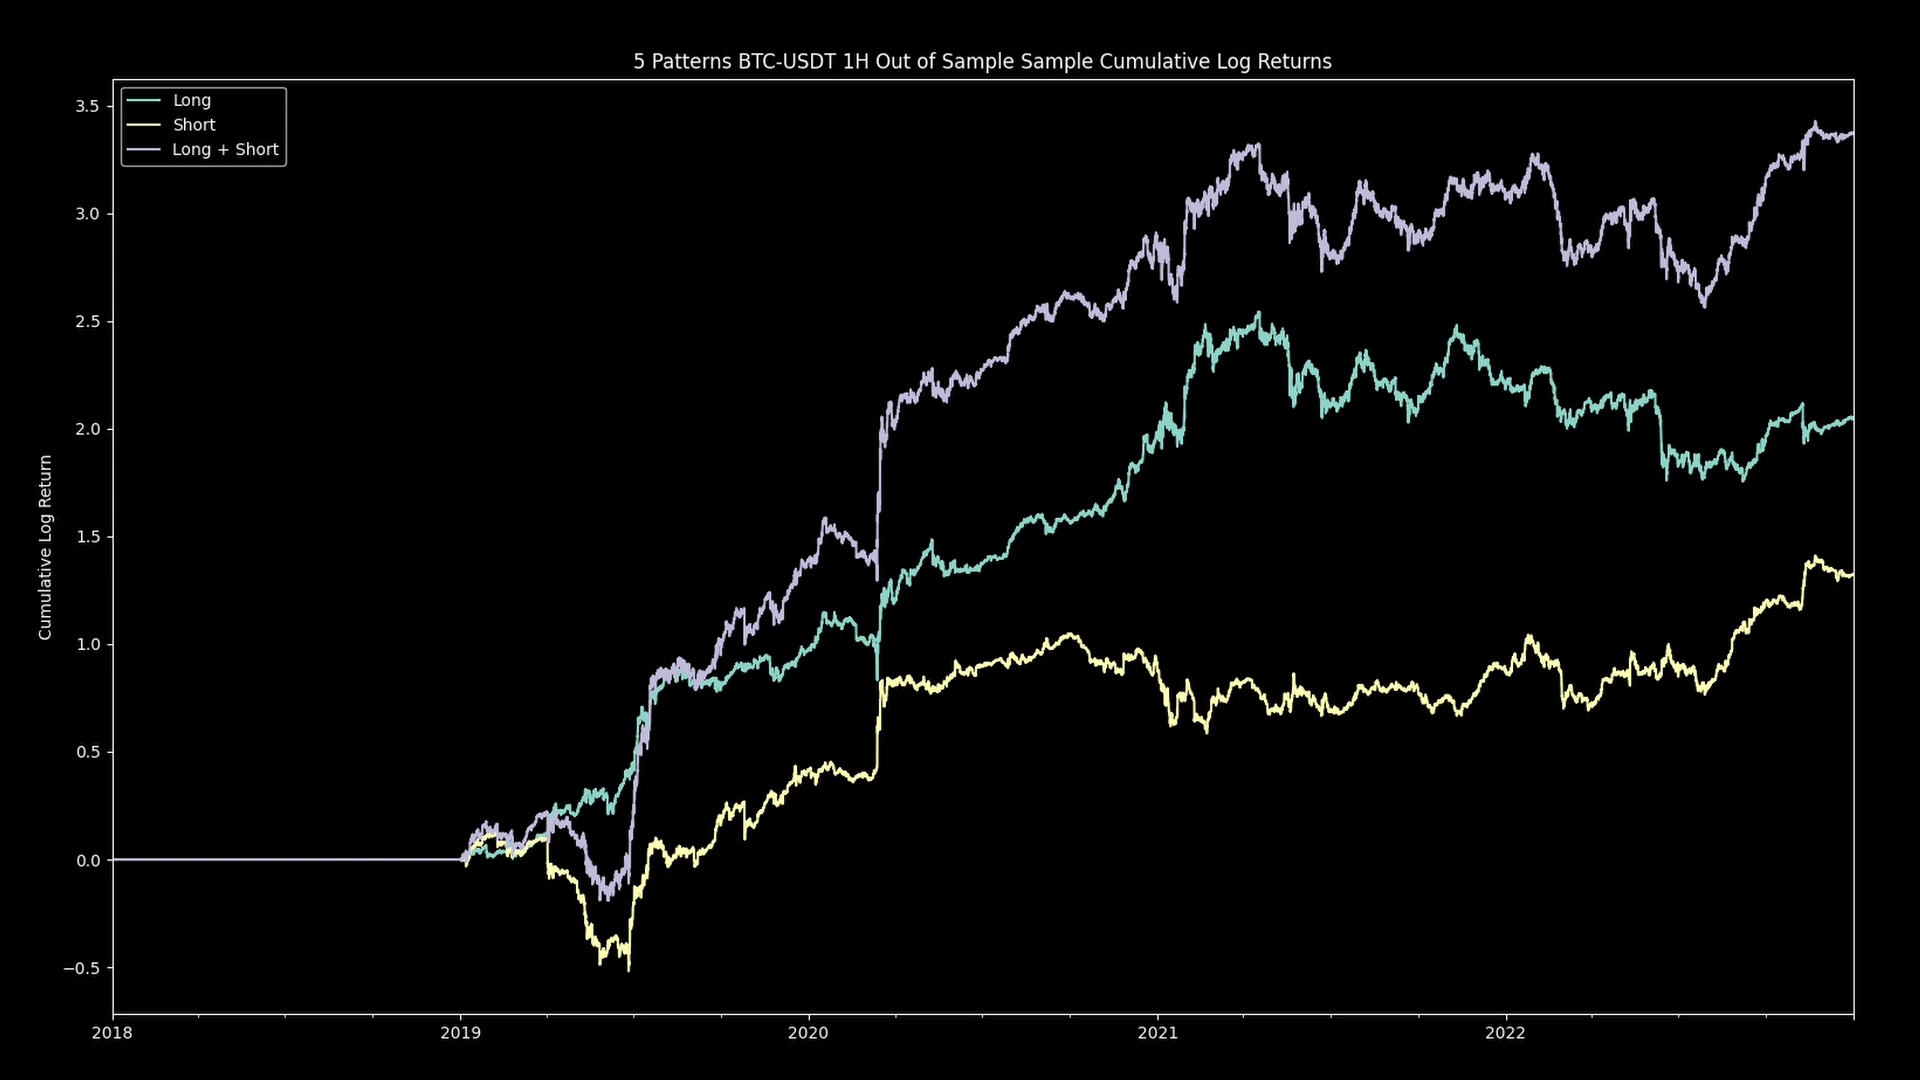 5 Patterns BTC-USDT 1H Out of Sample Sample Cumulative Log Returns
Long
Short
Long + Short
Cumulative Log Return
3.5
3.0
2.5
2.0
1.5
1.0
0.5
0.0
−0.5
2018
2019
2020
2021
2022